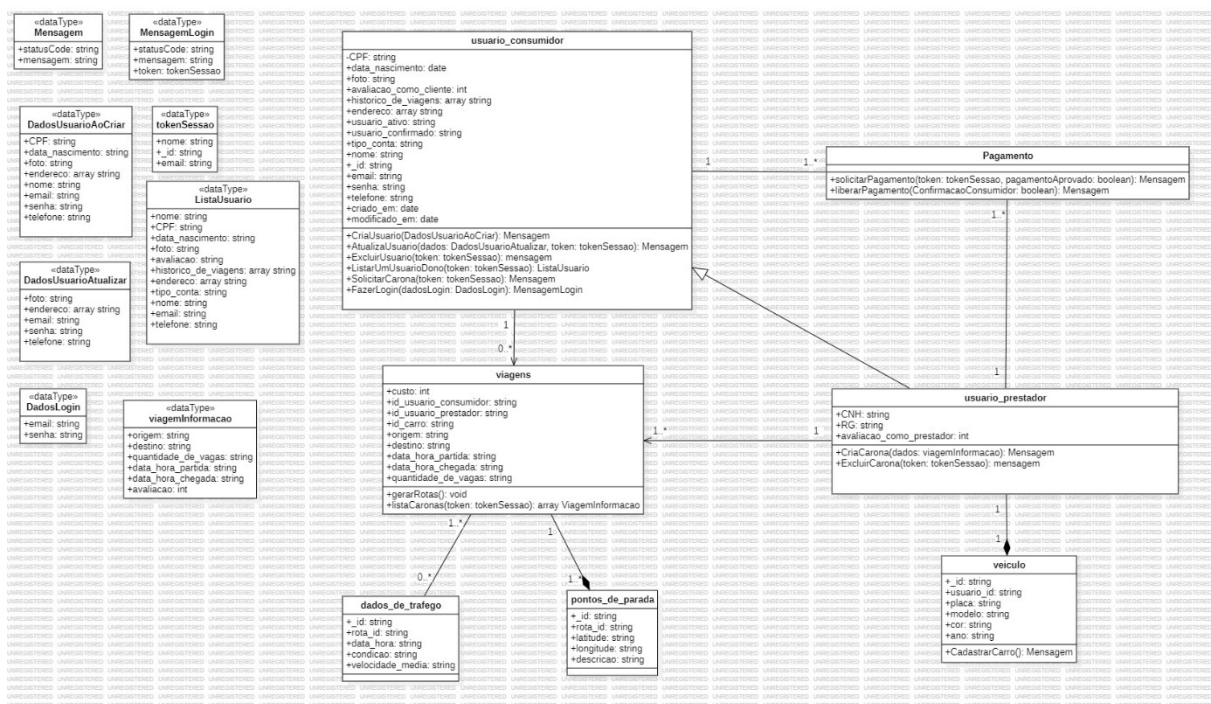 «dataType»
Mensagem
+statusCode: string
+mensagem: string
«dataType»
MensagemLogin
+statusCode: string
+mensagem: string
+token: tokenSessao
«dataType»
DadosUsuarioAoCriar
+CPF: string
+data_nascimento: string
+foto: string
+endereco: array string
+nome: string
+email: string
+senha: string
+telefone: string
«dataType»
tokenSessao
+nome: string
+_id: string
+email: string
«dataType»
ListaUsuario
+nome: string
+CPF: string
+data_nascimento: string
+foto: string
+avaliacao: string
+historico_de_viagens: array string
+endereco: array string
+tipo_conta: string
+nome: string
+email: string
+telefone: string
«dataType»
DadosUsuarioAtualizar
+foto: string
+endereco: array string
+email: string
+senha: string
+telefone: string
«dataType»
DadosLogin
+email: string
+senha: string
«dataType»
viagemInformacao
+origem: string
+destino: string
+quantidade_de_vagas: string
+data_hora_partida: string
+data_hora_chegada: string
+avaliacao: int
usuario_consumidor
-CPF: string
+data_nascimento: date
+foto: string
+avaliacao_como_cliente: int
+historico_de_viagens: array string
+endereco: array string
+usuario_ativo: string
+usuario_confirmado: string
+tipo_conta: string
+nome: string
+_id: string
+email: string
+senha: string
+telefone: string
+criado_em: date
+modificado_em: date
+CriaUsuario(DadosUsuarioAoCriar): Mensagem
+AtualizaUsuario(dados: DadosUsuarioAtualizar, token: tokenSessao): Mensagem
+ExcluirUsuario(token: tokenSessao): mensagem
+ListarUmUsuarioDono(token: tokenSessao): ListaUsuario
+SolicitarCarona(token: tokenSessao): Mensagem
+FazerLogin(dadosLogin: DadosLogin): MensagemLogin
1
1..*
Pagamento
+solicitarPagamento(token: tokenSessao, pagamentoAprovado: boolean): Mensagem
+liberarPagamento(ConfirmacaoConsumidor: boolean): Mensagem
1..*
1
1
0..*
viagens
+custo: int
+id_usuario_consumidor: string
+id_usuario_prestador: string
+id_carro: string
+origem: string
+destino: string
+data_hora_partida: string
+data_hora_chegada: string
+quantidade_de_vagas: string
+gerarRotas(): void
+listaCaronas(token: tokenSessao): array ViagemInformacao
1..*
1
usuario_prestador
+CNH: string
+RG: string
+avaliacao_como_prestador: int
+CriaCarona(dados: viagemInformacao): Mensagem
+ExcluirCarona(token: tokenSessao): mensagem
1
1
1..*
1
0..*
1..*
dados_de_trafego
+_id: string
+rota_id: string
+data_hora: string
+condicao: string
+velocidade_media: string
pontos_de_parada
+_id: string
+rota_id: string
+latitude: string
+longitude: string
+descricao: string
veiculo
+_id: string
+usuario_id: string
+placa: string
+modelo: string
+cor: string
+ano: string
+CadastrarCarro(): Mensagem